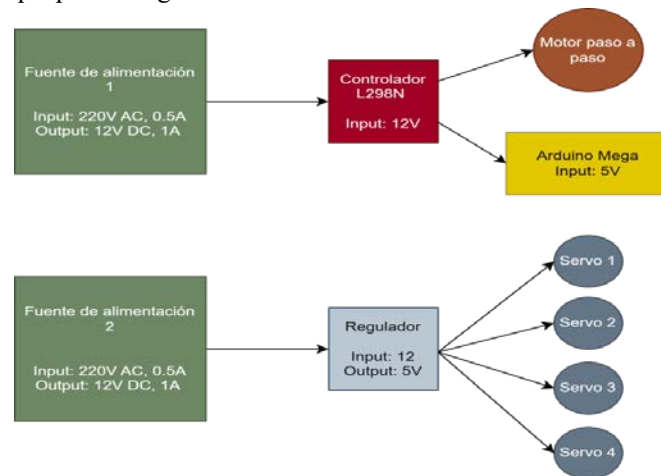 Fuente de alimentación
1
Input: 220V AC, 0.5A
Output: 12V DC, 1A
Controlador
L298N
Input: 12V
Motor paso a
paso
Arduino Mega
Input: 5V
Fuente de alimentación
2
Input: 220V AC, 0.5A
Output: 12V DC, 1A
Regulador
Input: 12
Output: 5V
Servo 1
Servo 2
Servo 3
Servo 4